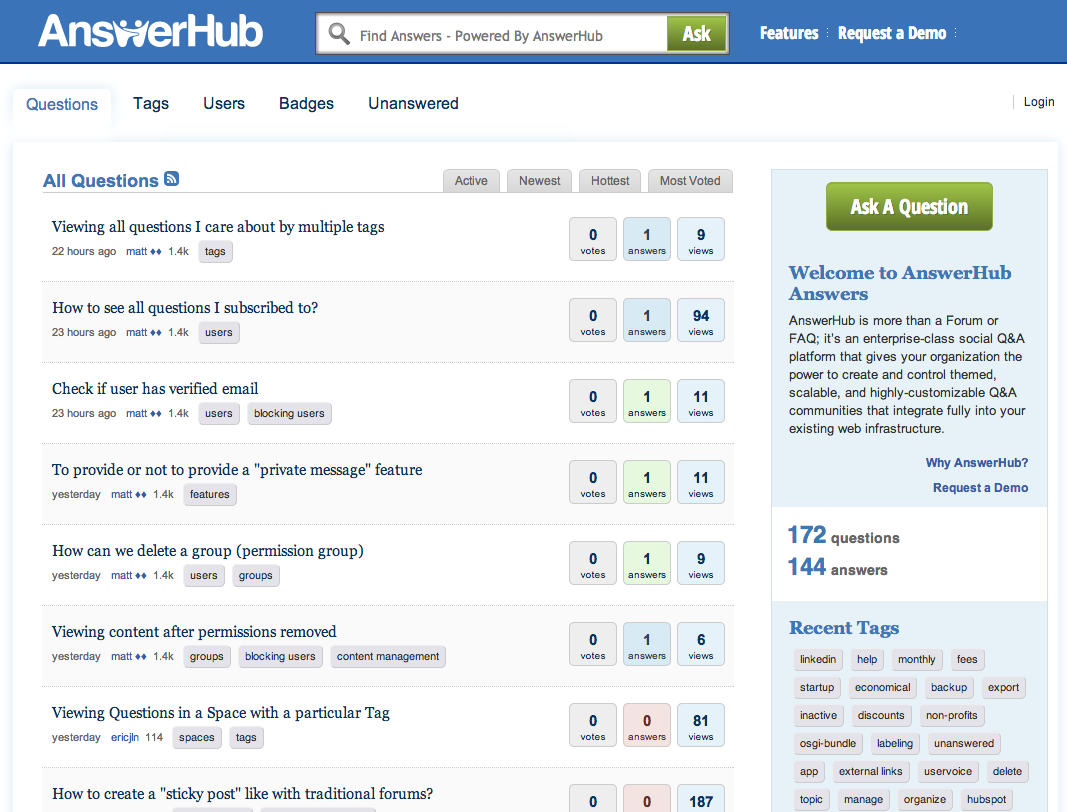 AnswerHub
Find Answers - Powered By AnswerHub
Ask
Features
Request a Demo
Questions
Tags
Users
Badges
Unanswered
Login
All Questions
Active
Newest
Hottest
Most Voted
Viewing all questions I care about by multiple tags
22 hours ago matt ♦♦ 1.4k tags
0 votes
1 answers
9 views
How to see all questions I subscribed to?
23 hours ago matt ♦♦ 1.4k users
0 votes
1 answers
94 views
Check if user has verified email
23 hours ago matt ♦♦ 1.4k users blocking users
0 votes
1 answers
11 views
To provide or not to provide a "private message" feature
yesterday matt ♦♦ 1.4k features
0 votes
1 answers
11 views
How can we delete a group (permission group)
yesterday matt ♦♦ 1.4k users groups
0 votes
1 answers
9 views
Viewing content after permissions removed
yesterday matt ♦♦ 1.4k groups blocking users content management
0 votes
1 answers
6 views
Viewing Questions in a Space with a particular Tag
yesterday ericjln 114 spaces tags
0 votes
0 answers
81 views
How to create a "sticky post" like with traditional forums?
0
0
187
Ask A Question
Welcome to AnswerHub
Answers
AnswerHub is more than a Forum or
FAQ; it's an enterprise-class social Q&A
platform that gives your organization the
power to create and control themed,
scalable, and highly-customizable Q&A
communities that integrate fully into your
existing web infrastructure.
Why AnswerHub?
Request a Demo
172 questions
144 answers
Recent Tags
linkedin help monthly fees
startup economical backup export
inactive discounts non-profits
osgi-bundle labeling unanswered
app external links uservoice delete
topic manage organize hubspot